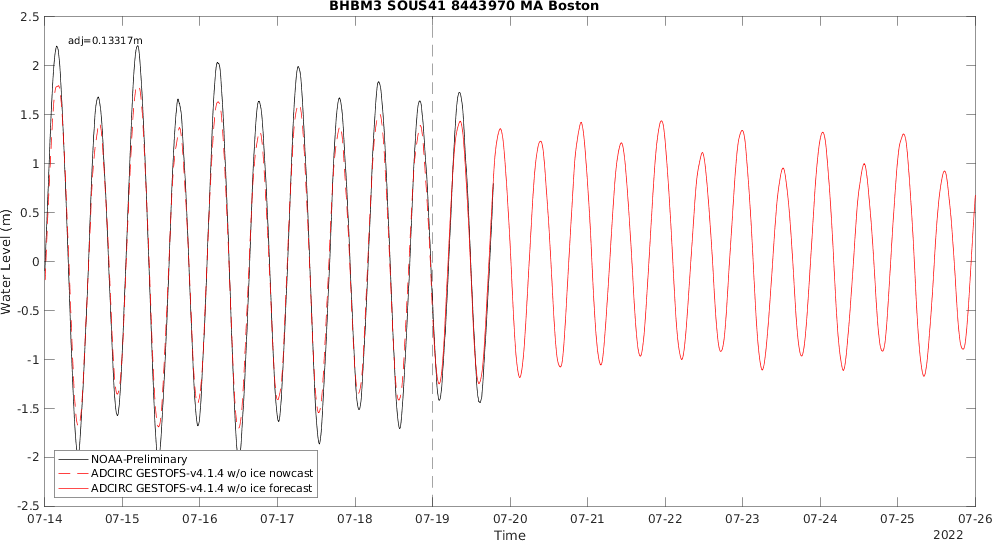 BHBM3 SOUS41 8443970 MA Boston
adj=0.13317m
2.5
2
1.5
1
0.5
0
-0.5
-1
-1.5
-2
-2.5
Water Level (m)
NOAA-Preliminary
ADCIRC GESTOFS-v4.1.4 w/o ice nowcast
ADCIRC GESTOFS-v4.1.4 w/o ice forecast
07-14 07-15 07-16 07-17 07-18 07-19 07-20 07-21 07-22 07-23 07-24 07-25 07-26
Time
2022